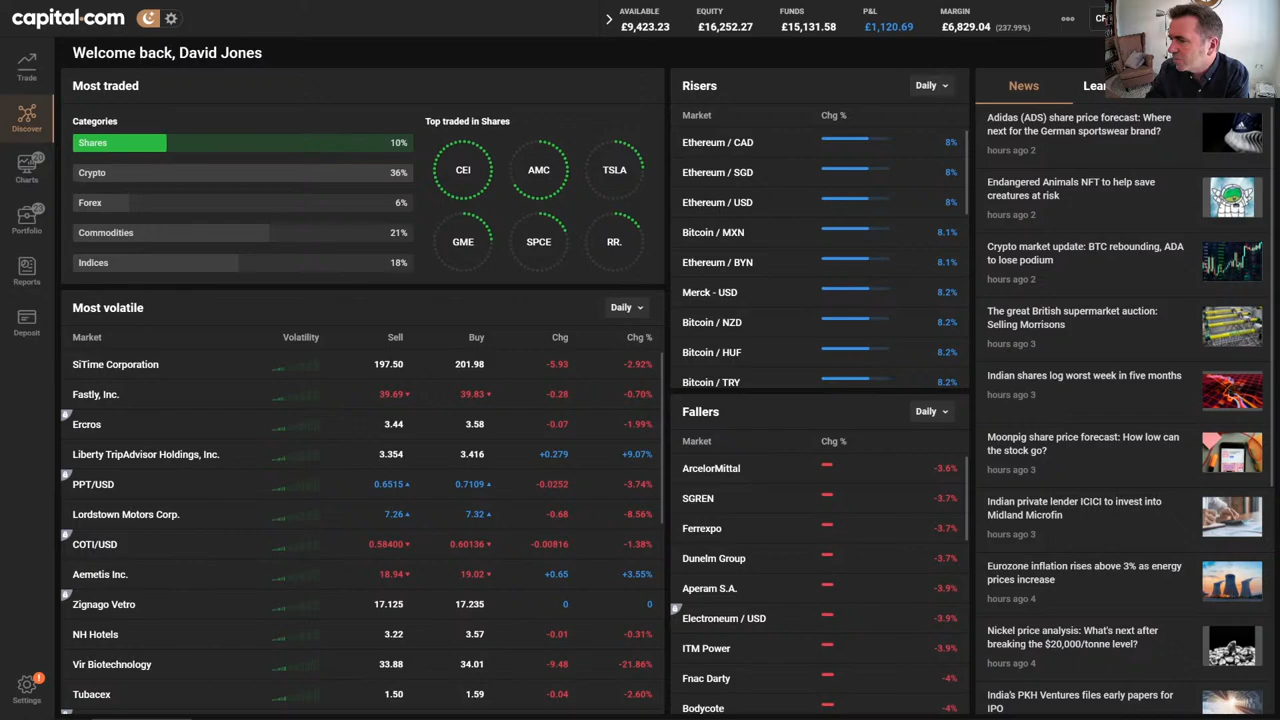 capital.com
AVAILABLE
£9,423.23
EQUITY
£16,252.27
FUNDS
£15,131.58
P&L
£1,120.69
MARGIN
£6,829.04 (237.99%)
Trade
Discover
20
Charts
23
Portfolio
Reports
Deposit
Settings
Welcome back, David Jones
Most traded
Categories
Shares 10%
Crypto 36%
Forex 6%
Commodities 21%
Indices 18%
Top traded in Shares
CEI AMC TSLA
GME SPCE RR.
Most volatile Daily
Market Volatility Sell Buy Chg Chg %
SiTime Corporation 197.50 201.98 -5.93 -2.92%
Fastly, Inc. 39.69 39.83 -0.28 -0.70%
Ercros 3.44 3.58 -0.07 -1.99%
Liberty TripAdvisor Holdings, Inc. 3.354 3.416 +0.279 +9.07%
PPT/USD 0.6515 0.7109 -0.0252 -3.74%
Lordstown Motors Corp. 7.26 7.32 -0.68 -8.56%
COTI/USD 0.58400 0.60136 -0.00816 -1.38%
Aemetis Inc. 18.94 19.02 +0.65 +3.55%
Zignago Vetro 17.125 17.235 0 0
NH Hotels 3.22 3.57 -0.01 -0.31%
Vir Biotechnology 33.88 34.01 -9.48 -21.86%
Tubacex 1.50 1.59 -0.04 -2.60%
Risers Daily
Market Chg %
Ethereum / CAD 8%
Ethereum / SGD 8%
Ethereum / USD 8%
Bitcoin / MXN 8.1%
Ethereum / BYN 8.1%
Merck - USD 8.2%
Bitcoin / NZD 8.2%
Bitcoin / HUF 8.2%
Bitcoin / TRY 8.2%
Fallers Daily
Market Chg %
ArcelorMittal -3.6%
SGREN -3.7%
Ferrexpo -3.7%
Dunelm Group -3.7%
Aperam S.A. -3.9%
Electroneum / USD -3.9%
ITM Power -3.9%
Fnac Darty -4%
Bodycote -4%
News
Adidas (ADS) share price forecast: Where
next for the German sportswear brand?
hours ago 2
Endangered Animals NFT to help save
creatures at risk
hours ago 2
Crypto market update: BTC rebounding, ADA
to lose podium
hours ago 2
The great British supermarket auction:
Selling Morrisons
hours ago 3
Indian shares log worst week in five months
hours ago 3
Moonpig share price forecast: How low can
the stock go?
hours ago 3
Indian private lender ICICI to invest into
Midland Microfin
hours ago 3
Eurozone inflation rises above 3% as energy
prices increase
hours ago 4
Nickel price analysis: What's next after
breaking the $20,000/tonne level?
hours ago 4
India's PKH Ventures files early papers for
IPO